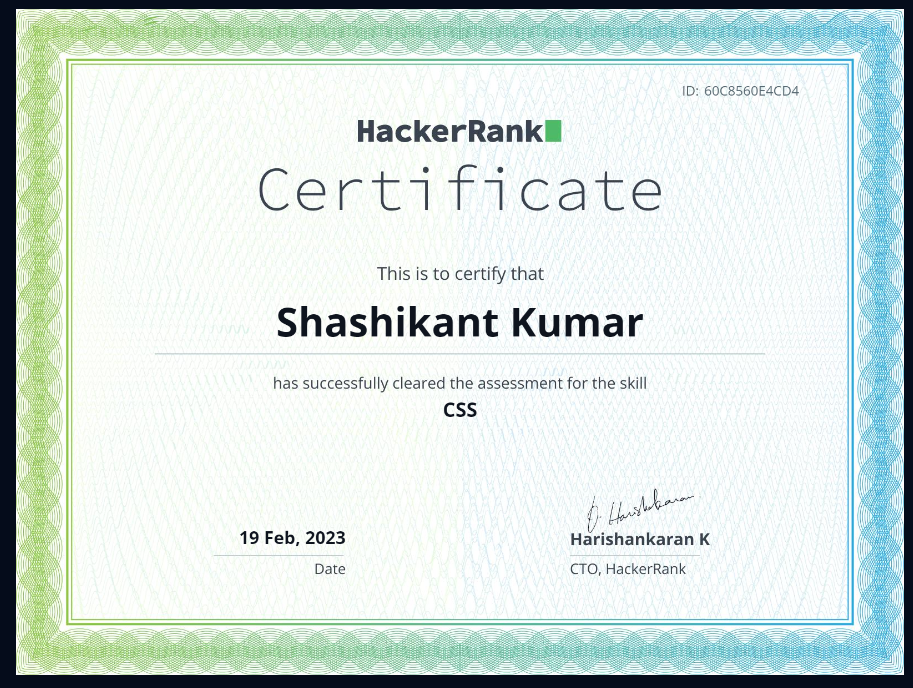 ID: 60C8560E4CD4
HackerRank
Certificate
This is to certify that
Shashikant Kumar
has successfully cleared the assessment for the skill
CSS
19 Feb, 2023
Date
Harishankaran K
CTO, HackerRank